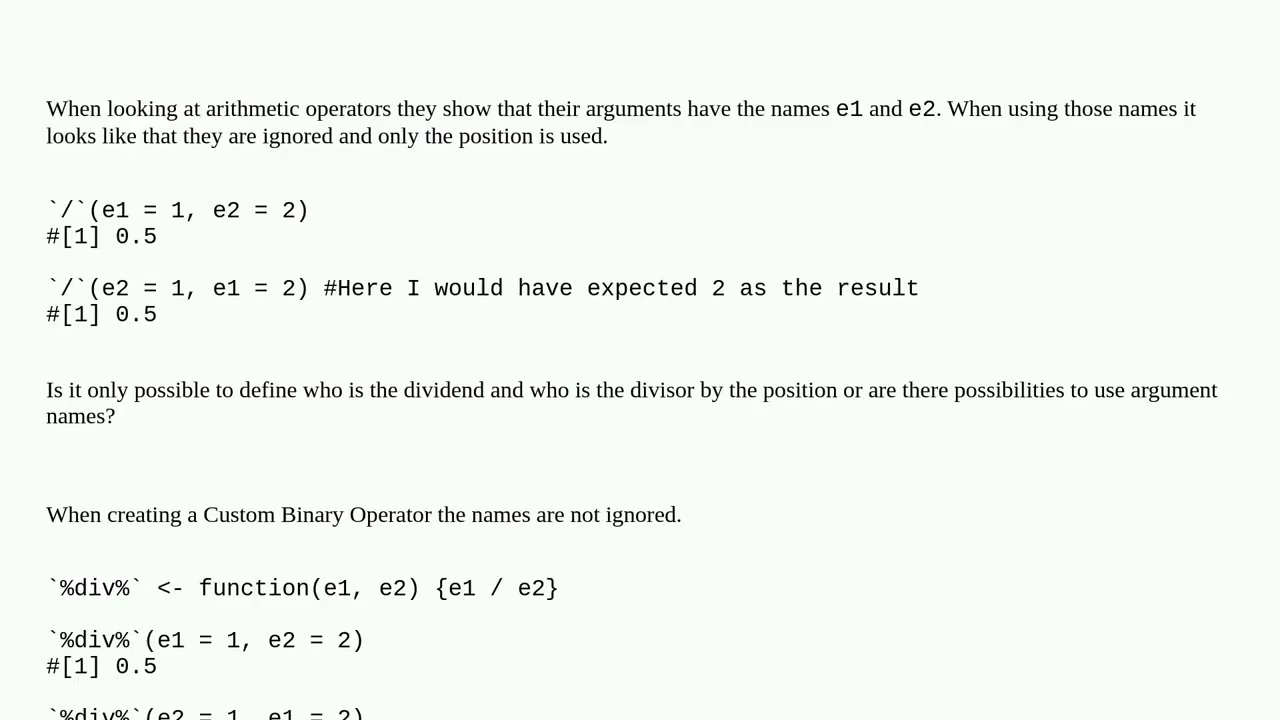 When looking at arithmetic operators they show that their arguments have the names e1 and e2. When using those names it
looks like that they are ignored and only the position is used.
`/`(e1 = 1, e2 = 2)
#[1] 0.5
`/`(e2 = 1, e1 = 2) #Here I would have expected 2 as the result
#[1] 0.5
Is it only possible to define who is the dividend and who is the divisor by the position or are there possibilities to use argument
names?
When creating a Custom Binary Operator the names are not ignored.
`%div%` <- function(e1, e2) {e1 / e2}
`%div%`(e1 = 1, e2 = 2)
#[1] 0.5
`%div%`(e2 = 1, e1 = 2)